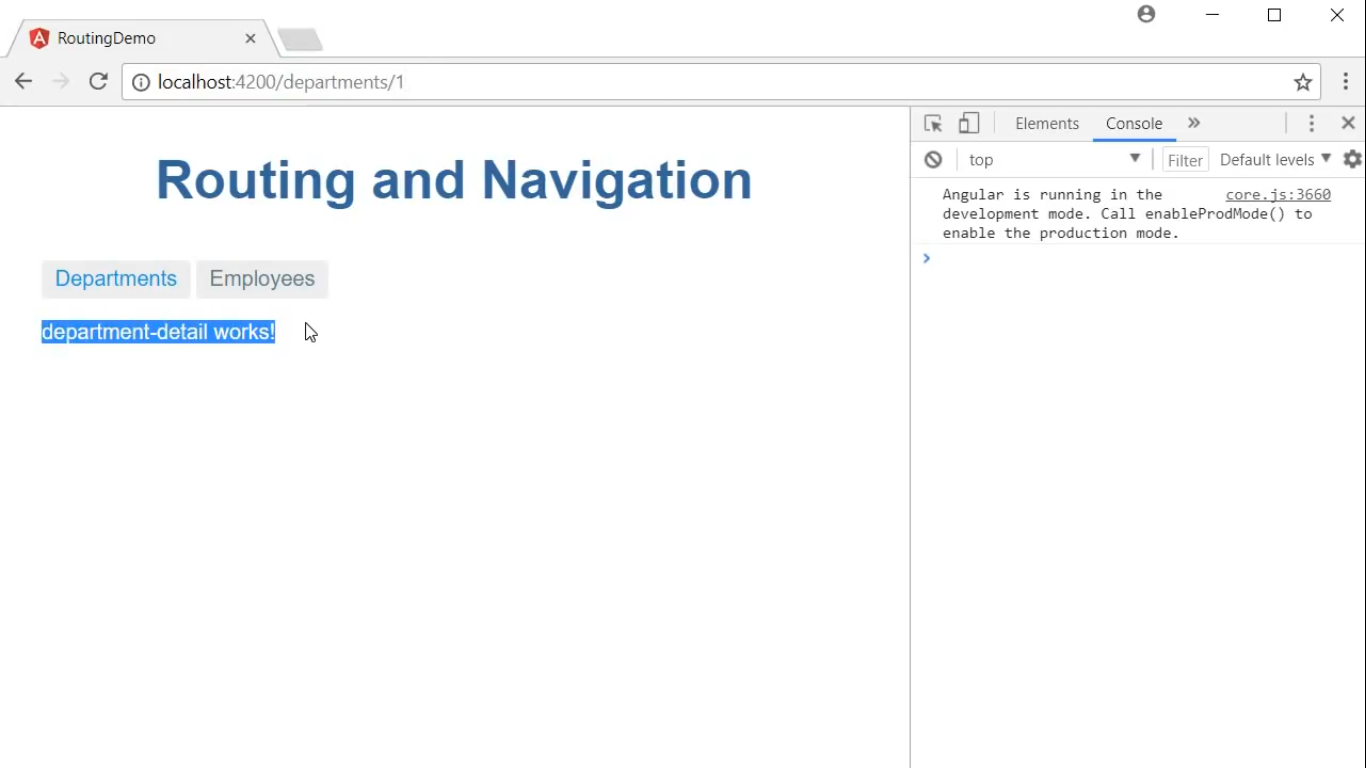 RoutingDemo
localhost:4200/departments/1
Routing and Navigation
Departments Employees
department-detail works!
Elements Console
top Filter Default levels
Angular is running in the core.js:3660
development mode. Call enableProdMode() to
enable the production mode.